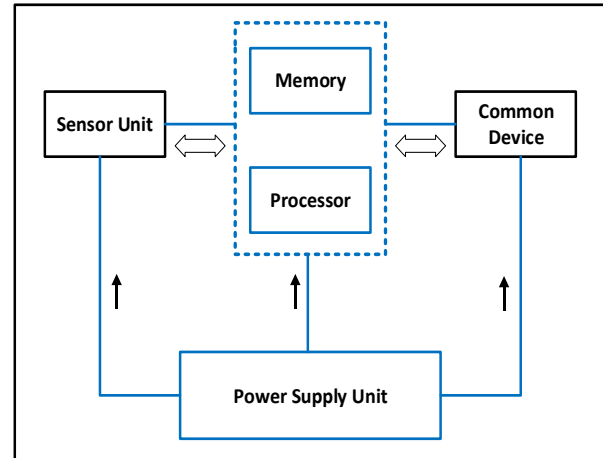 Memory
Sensor Unit
Common
Device
Processor
Power Supply Unit